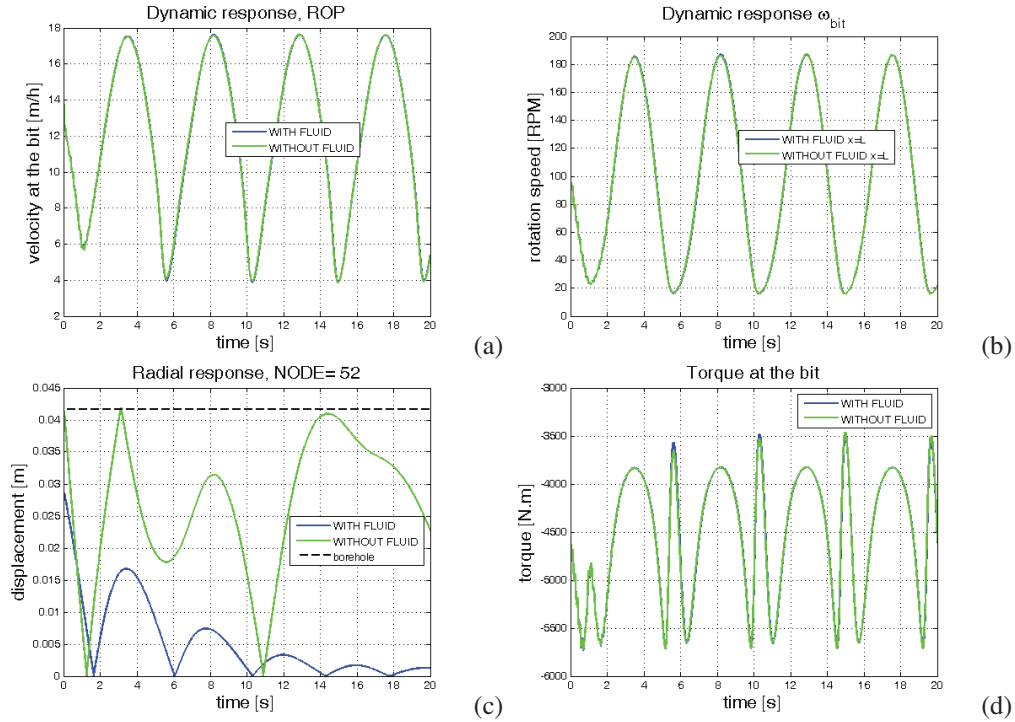 Dynamic response, ROP
velocity at the bit [m/h]
18
16
14
12
10
8
6
4
2
WITH FLUID
WITHOUT FLUID
0 2 4 6 8 10 12 14 16 18 20
time [s]
(a)
Dynamic response ω_bit
rotation speed [RPM]
200
180
160
140
120
100
80
60
40
20
0
WITH FLUID x=L
WITHOUT FLUID x=L
0 2 4 6 8 10 12 14 16 18 20
time [s]
(b)
Radial response, NODE= 52
displacement [m]
0.045
0.04
0.035
0.03
0.025
0.02
0.015
0.01
0.005
0
WITH FLUID
WITHOUT FLUID
borehole
0 2 4 6 8 10 12 14 16 18 20
time [s]
(c)
Torque at the bit
torque [N.m]
-3000
-3500
-4000
-4500
-5000
-5500
-6000
WITH FLUID
WITHOUT FLUID
0 2 4 6 8 10 12 14 16 18 20
time [s]
(d)